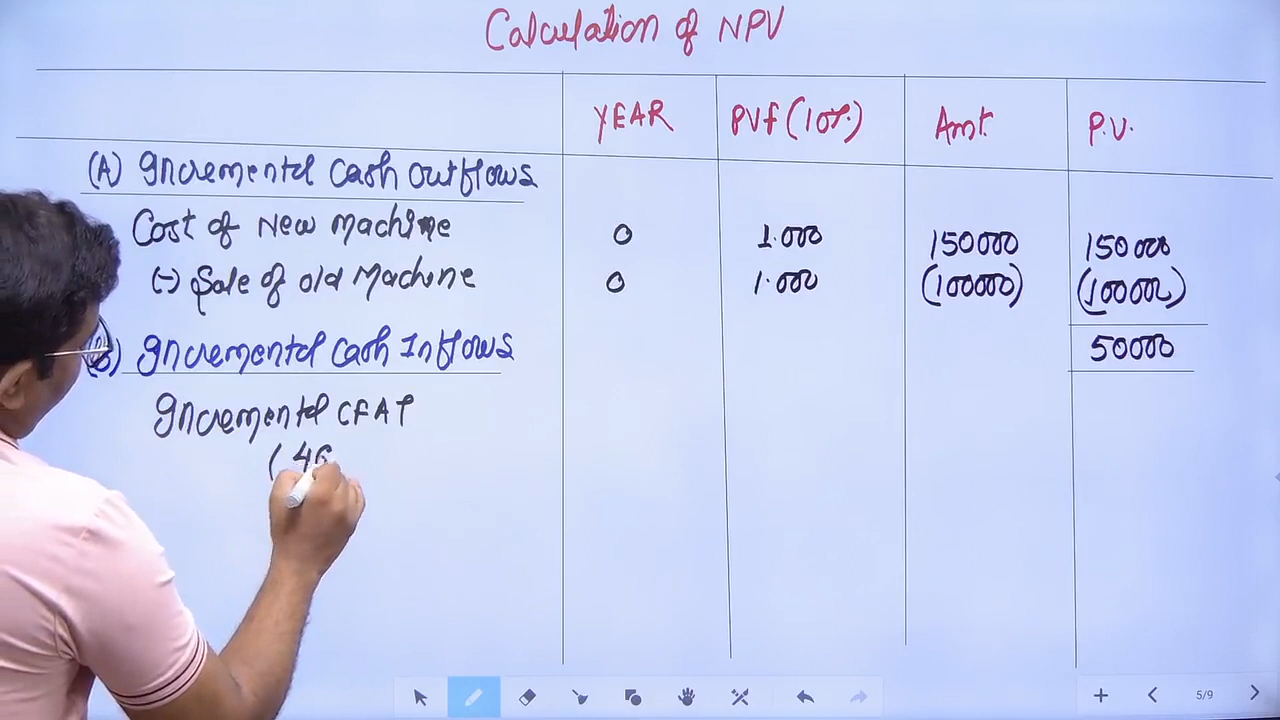 Calculation of NPV
YEAR PVf (10%) Amt. P.V.
(A) Incremental Cash Outflows
Cost of New Machine 0 1.000 150000 150000
(-) Sale of old Machine 0 1.000 (100000) (100000)
(B) Incremental Cash Inflows 50000
Incremental CFAT
( 46
5/9